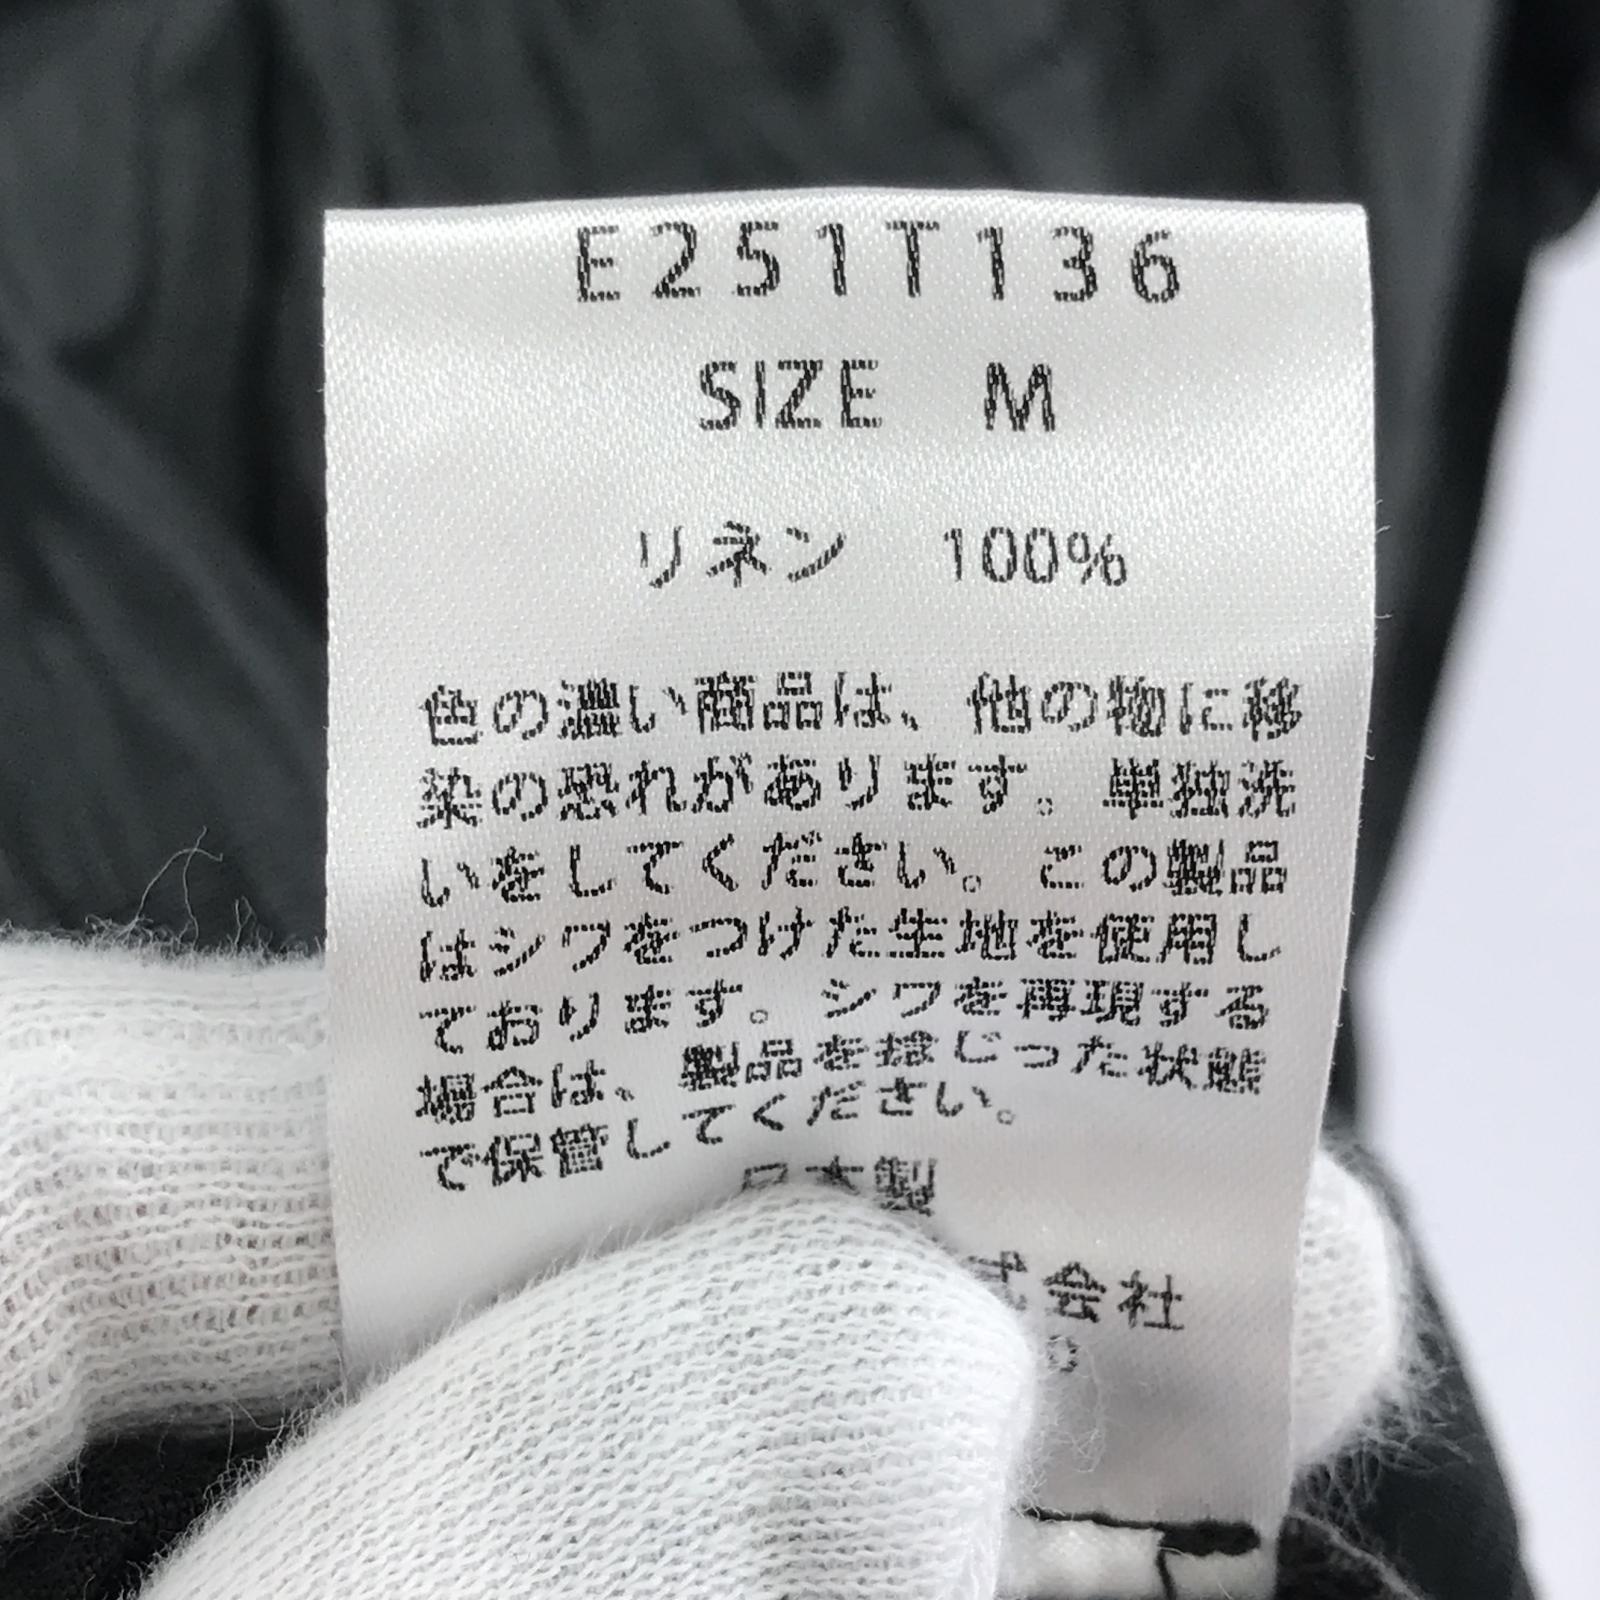 E251T136
SIZE M
リネン 100%
色の濃い商品は、他の物に移
染の恐れがあります。単独洗
いをしてください。この製品
はシワをつけた生地を使用し
ております。シワを再現する
場合は、製品を捻じった状態
で保管してください。
日本製
式会社